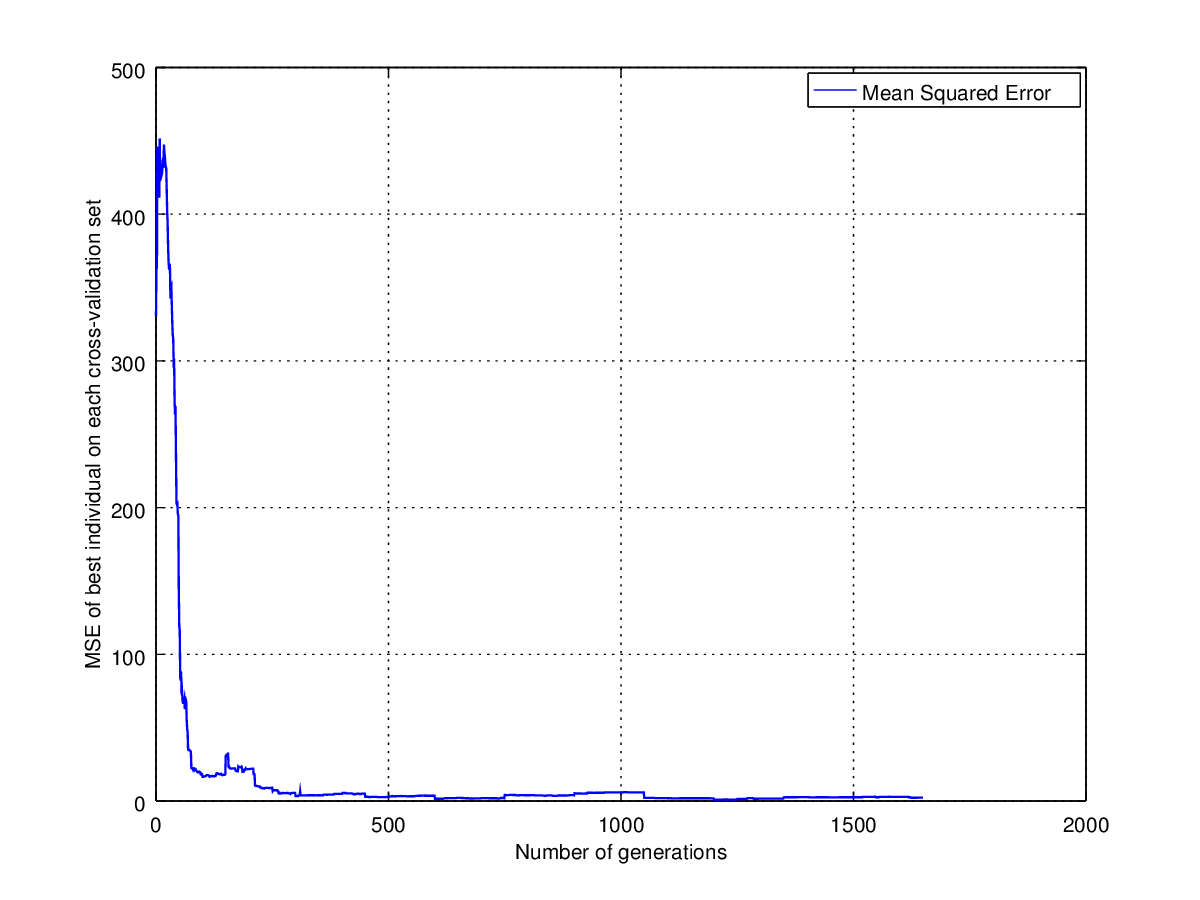 500
Mean Squared Error
400
300
200
100
0
MSE of best individual on each cross-validation set
0 500 1000 1500 2000
Number of generations